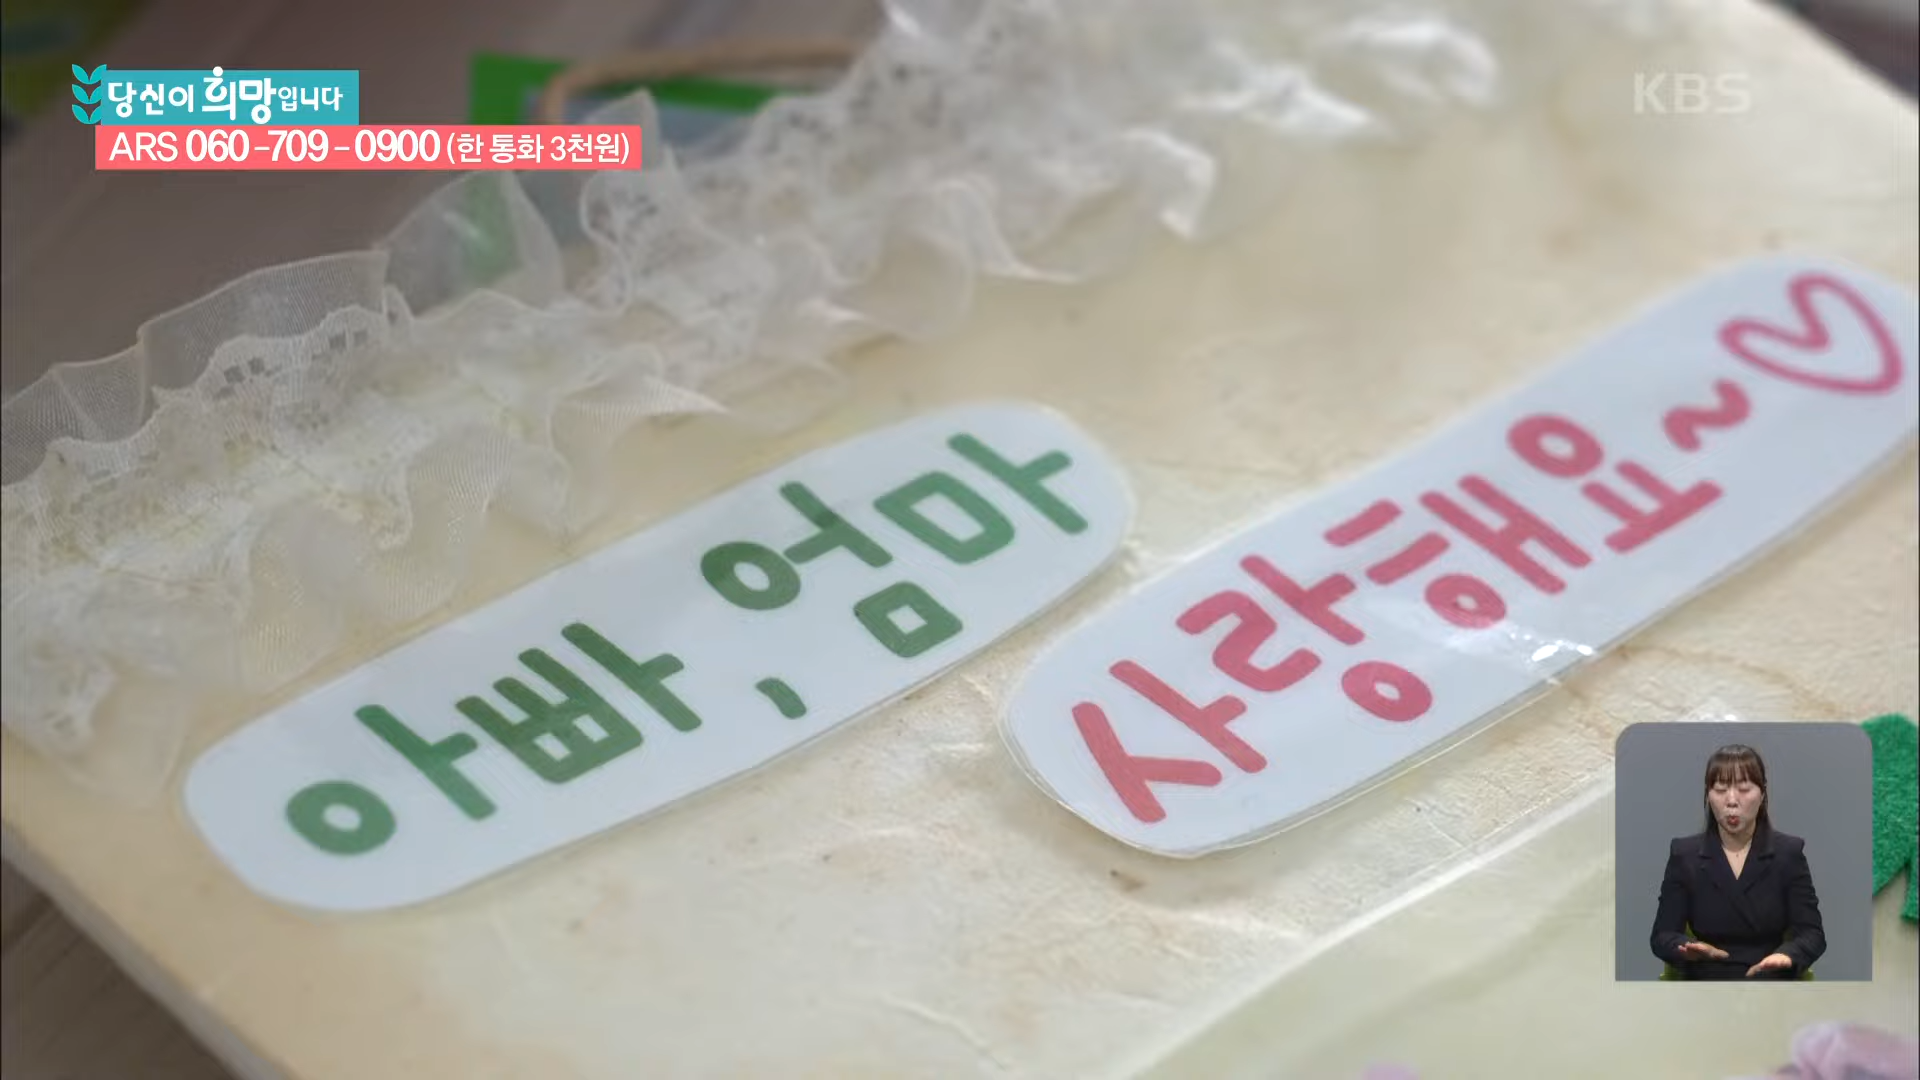 당신이 희망입니다
KBS
ARS 060-709-0900 (한 통화 3천원)
아빠, 엄마
사랑해요~♡